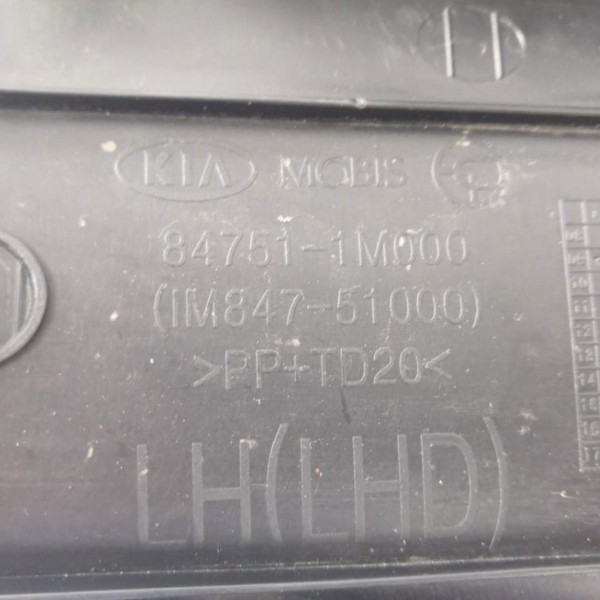 KIA MOBIS
84751-1M000
(1M847-51000)
>PP+TD20<
LH(LHD)